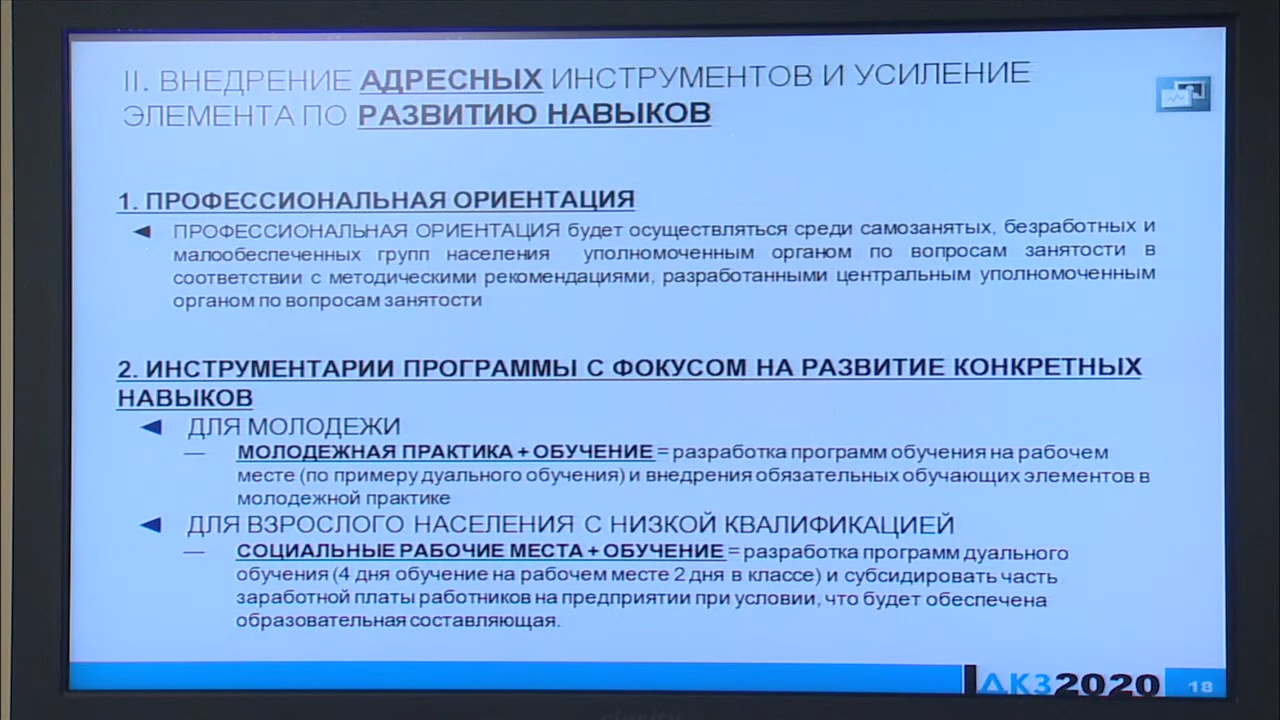 II. ВНЕДРЕНИЕ АДРЕСНЫХ ИНСТРУМЕНТОВ И УСИЛЕНИЕ
ЭЛЕМЕНТА ПО РАЗВИТИЮ НАВЫКОВ
1. ПРОФЕССИОНАЛЬНАЯ ОРИЕНТАЦИЯ
ПРОФЕССИОНАЛЬНАЯ ОРИЕНТАЦИЯ будет осуществляться среди самозанятых, безработных и
малообеспеченных групп населения уполномоченным органом по вопросам занятости в
соответствии с методическими рекомендациями, разработанными центральным уполномоченным
органом по вопросам занятости
2. ИНСТРУМЕНТАРИИ ПРОГРАММЫ С ФОКУСОМ НА РАЗВИТИЕ КОНКРЕТНЫХ
НАВЫКОВ
ДЛЯ МОЛОДЕЖИ
— МОЛОДЕЖНАЯ ПРАКТИКА + ОБУЧЕНИЕ = разработка программ обучения на рабочем
месте (по примеру дуального обучения) и внедрения обязательных обучающих элементов в
молодежной практике
ДЛЯ ВЗРОСЛОГО НАСЕЛЕНИЯ С НИЗКОЙ КВАЛИФИКАЦИЕЙ
— СОЦИАЛЬНЫЕ РАБОЧИЕ МЕСТА + ОБУЧЕНИЕ = разработка программ дуального
обучения (4 дня обучение на рабочем месте 2 дня в классе) и субсидировать часть
заработной платы работников на предприятии при условии, что будет обеспечена
образовательная составляющая.
ДКЗ2020 18